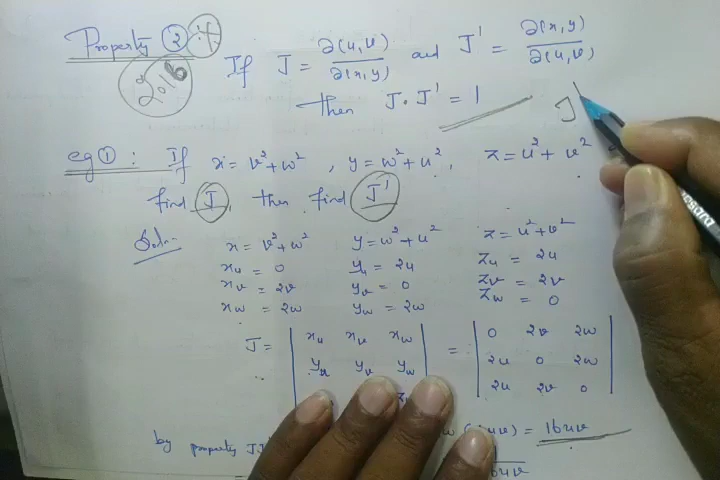 Property ② :-
2016
If J = ∂(u,v)/∂(x,y) and J' = ∂(x,y)/∂(u,v)
then J. J' = 1
J
eg① : If x = v²+w² , y = w²+u² , z = u²+v²
find J, then find J'
Soln:
x = v²+w² y = w²+u² z = u²+v²
xu = 0 yu = 2u zu = 2u
xv = 2v yv = 0 zv = 2v
xw = 2w yw = 2w zw = 0
J = | xu xv xw | = | 0 2v 2w |
| yu yv yw | | 2u 0 2w |
| 2u 2v 0 |
= 16uv
by property